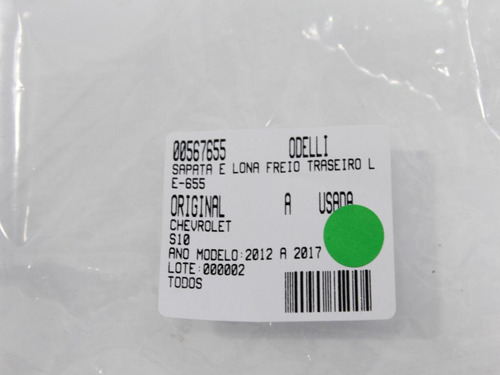 00567655 ODELLI
SAPATA E LONA FREIO TRASEIRO L
E-655
ORIGINAL A USADA
CHEVROLET
S10
ANO MODELO:2012 A 2017
LOTE:000002
TODOS